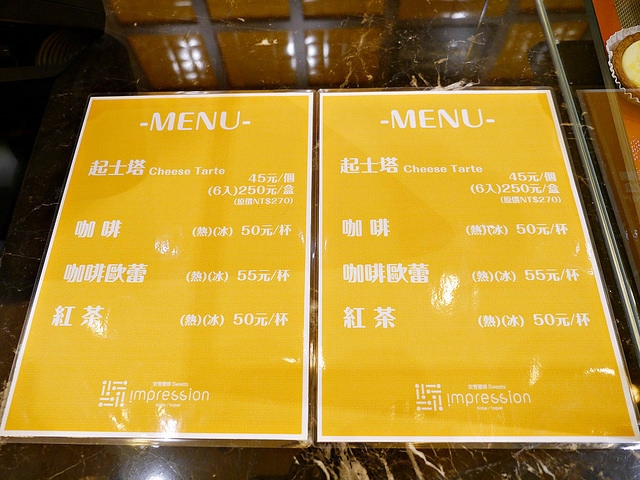 -MENU-
起士塔 Cheese Tarte
45元/個
(6入)250元/盒
(原價NT$270)
咖啡 (熱)(冰) 50元/杯
咖啡歐蕾 (熱)(冰) 55元/杯
紅茶 (熱)(冰) 50元/杯
impression
-MENU-
起士塔 Cheese Tarte
45元/個
(6入)250元/盒
(原價NT$270)
咖啡 (熱)(冰) 50元/杯
咖啡歐蕾 (熱)(冰) 55元/杯
紅茶 (熱)(冰) 50元/杯
impression